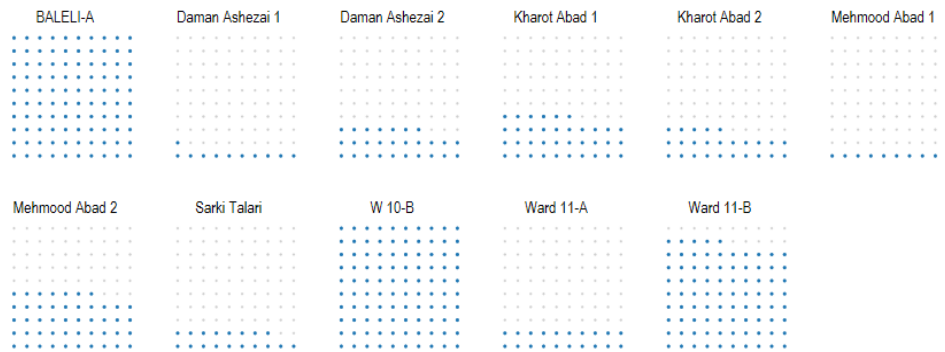 BALELI-A
Daman Ashezai 1
Daman Ashezai 2
Kharot Abad 1
Kharot Abad 2
Mehmood Abad 1
Mehmood Abad 2
Sarki Talari
W 10-B
Ward 11-A
Ward 11-B